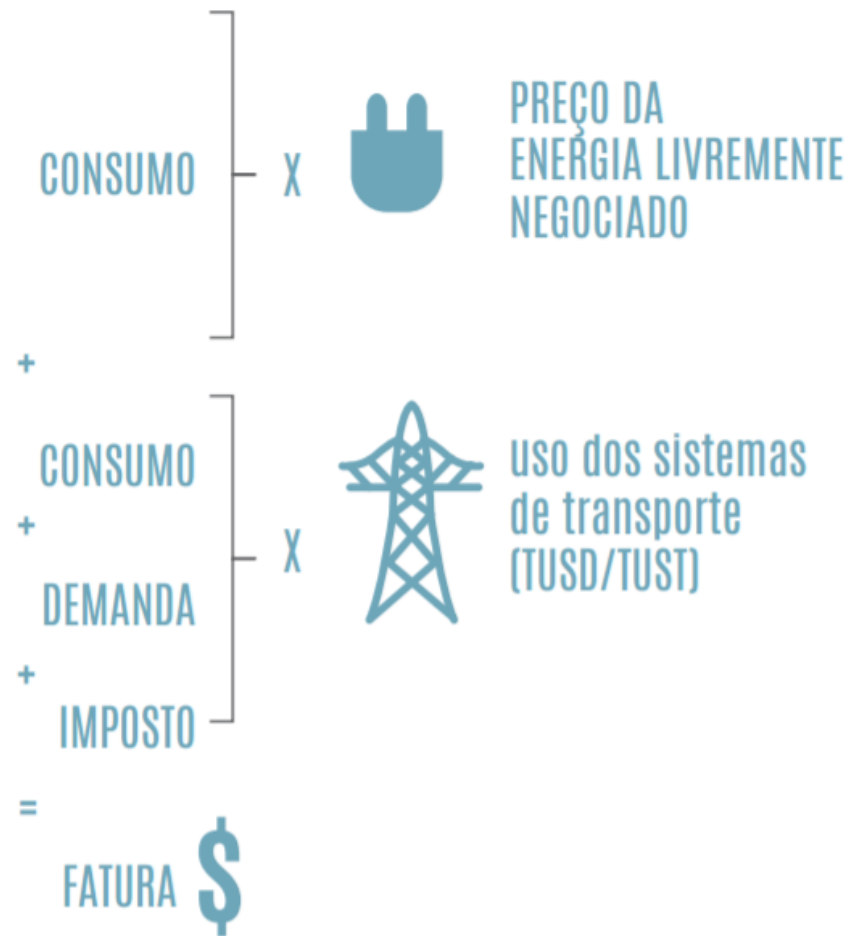 CONSUMO X PREÇO DA
ENERGIA LIVREMENTE
NEGOCIADO
+
CONSUMO
+
DEMANDA
+
IMPOSTO
X
uso dos sistemas
de transporte
(TUSD/TUST)
=
FATURA $